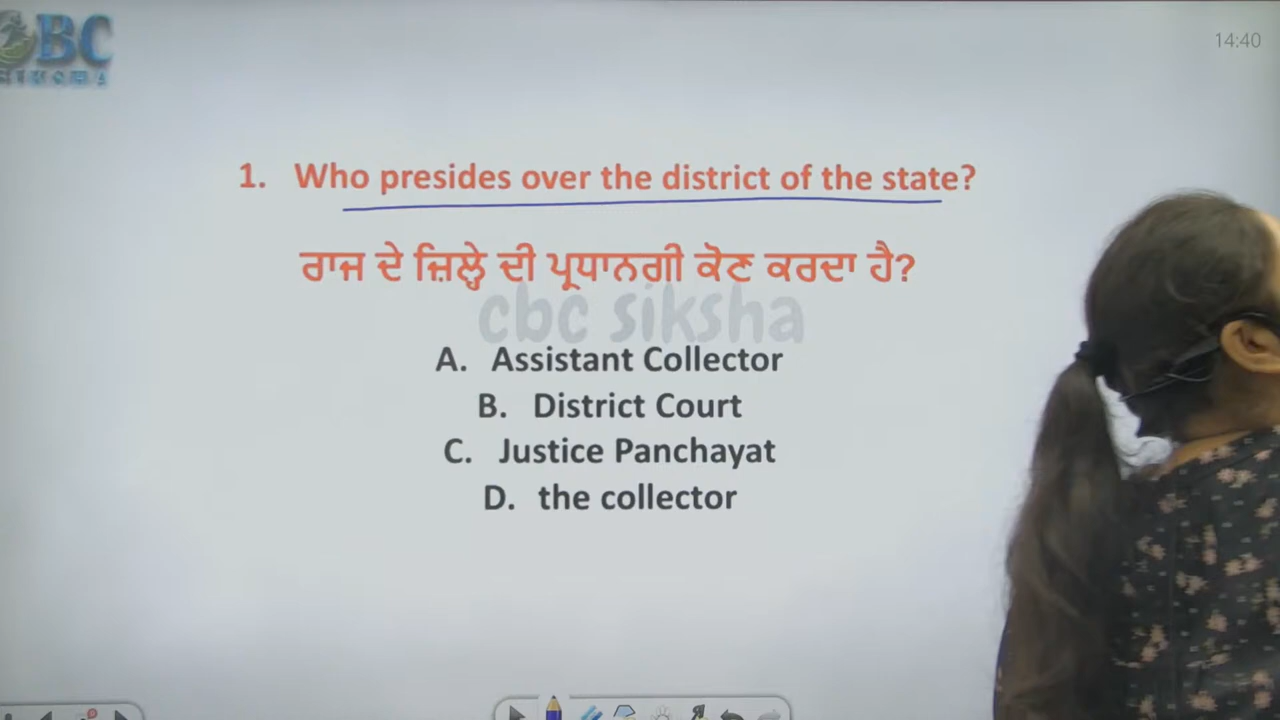 BC
SIKSHA
14:40
1. Who presides over the district of the state?
ਰਾਜ ਦੇ ਜ਼ਿਲ੍ਹੇ ਦੀ ਪ੍ਰਧਾਨਗੀ ਕੋਣ ਕਰਦਾ ਹੈ?
cbc siksha
A. Assistant Collector
B. District Court
C. Justice Panchayat
D. the collector